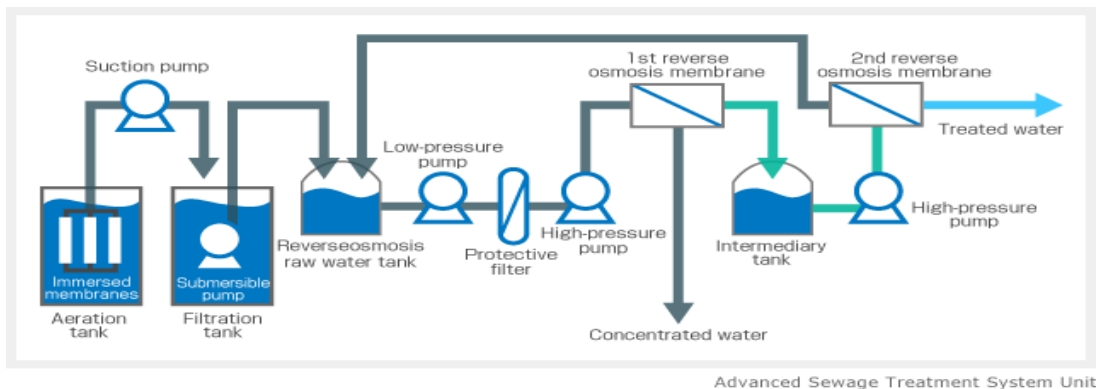 Suction pump
1st reverse
osmosis membrane
2nd reverse
osmosis membrane
Treated water
Low-pressure
pump
High-pressure
pump
Protective
filter
Reverseosmosis
raw water tank
Intermediary
tank
High-pressure
pump
Immersed
membranes
Submersible
pump
Aeration
tank
Filtration
tank
Concentrated water
Advanced Sewage Treatment System Unit